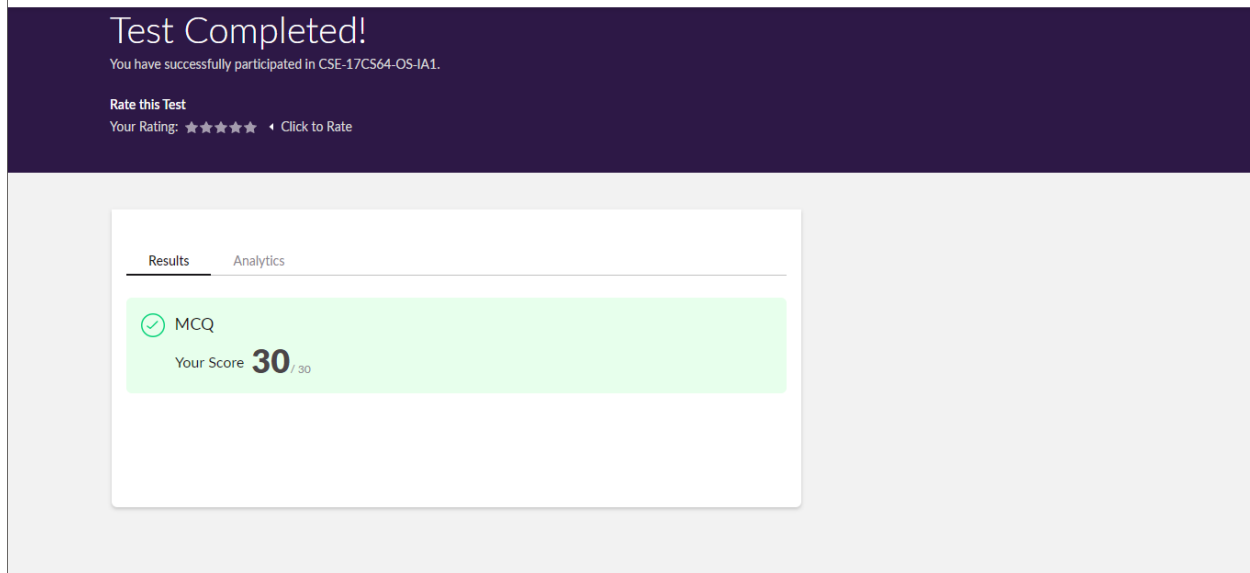 Test Completed!
You have successfully participated in CSE-17CS64-OS-IA1.
Rate this Test
Your Rating: Click to Rate
Results Analytics
MCQ
Your Score 30/ 30